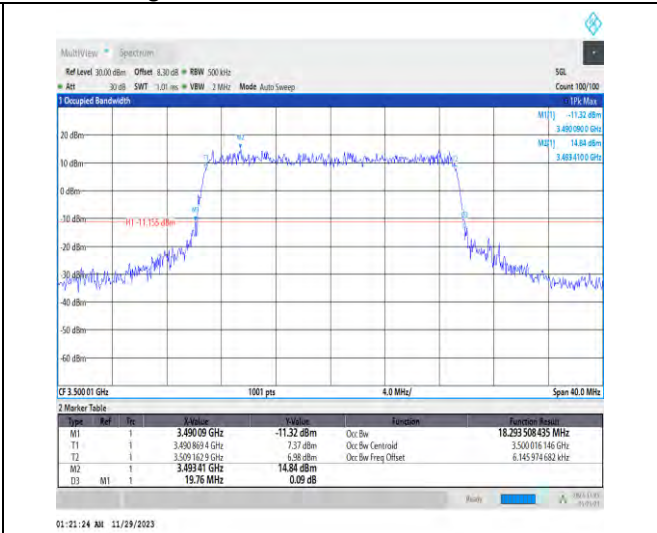 MultiView Spectrum
Ref Level 30.00 dBm Offset 8.30 dB RBW 500 kHz SGL
Att 30 dB SWT 1.01 ms VBW 2 MHz Mode Auto Sweep Count 100/100
1 Occupied Bandwidth 1Pk Max
M1[1] -11.32 dBm
3.490 090 0 GHz
M2[1] 14.84 dBm
3.493 410 0 GHz
20 dBm
M2
T1
10 dBm
0 dBm
-10 dBm
H1 -11.155 dBm
-20 dBm
-30 dBm
-40 dBm
-50 dBm
-60 dBm
CF 3.500 01 GHz 1001 pts 4.0 MHz/ Span 40.0 MHz
2 Marker Table
Type Ref Trc X-Value Y-Value Function Function Result
M1 1 3.490 09 GHz -11.32 dBm Occ Bw 18.293 508 435 MHz
T1 1 3.490 869 4 GHz 7.37 dBm Occ Bw Centroid 3.500 016 146 GHz
T2 1 3.509 162 9 GHz 6.98 dBm Occ Bw Freq Offset 6.145 974 682 kHz
M2 1 3.493 41 GHz 14.84 dBm
D3 M1 1 19.76 MHz 0.09 dB
Ready
01:21:24 AM 11/29/2023